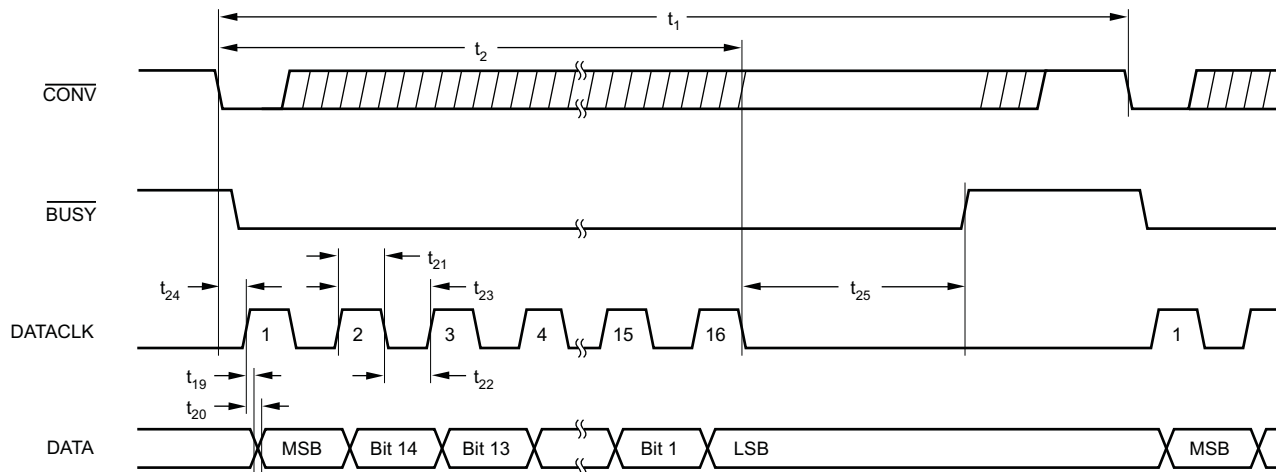 t1
t2
CONV
BUSY
t21
t24
t23
t25
DATACLK
1 2 3 4 15 16 1
t19
t22
t20
DATA
MSB Bit 14 Bit 13 Bit 1 LSB MSB